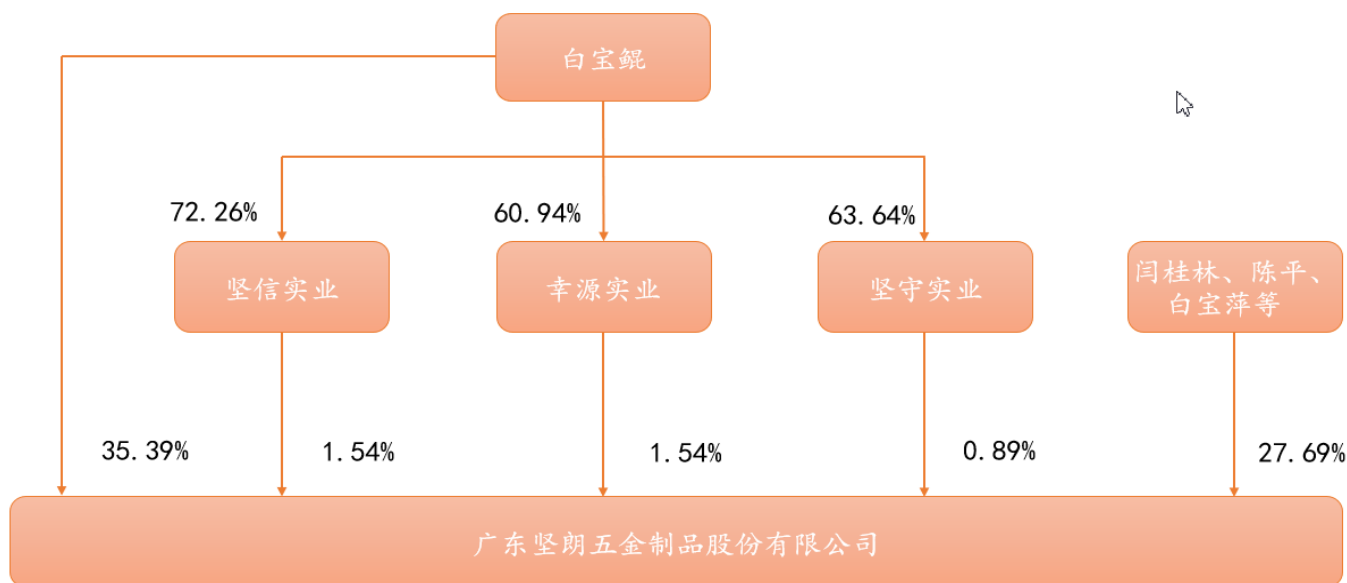 白宝鲲
72.26%
60.94%
63.64%
坚信实业
幸源实业
坚守实业
闫桂林、陈平、
白宝萍等
35.39%
1.54%
1.54%
0.89%
27.69%
广东坚朗五金制品股份有限公司